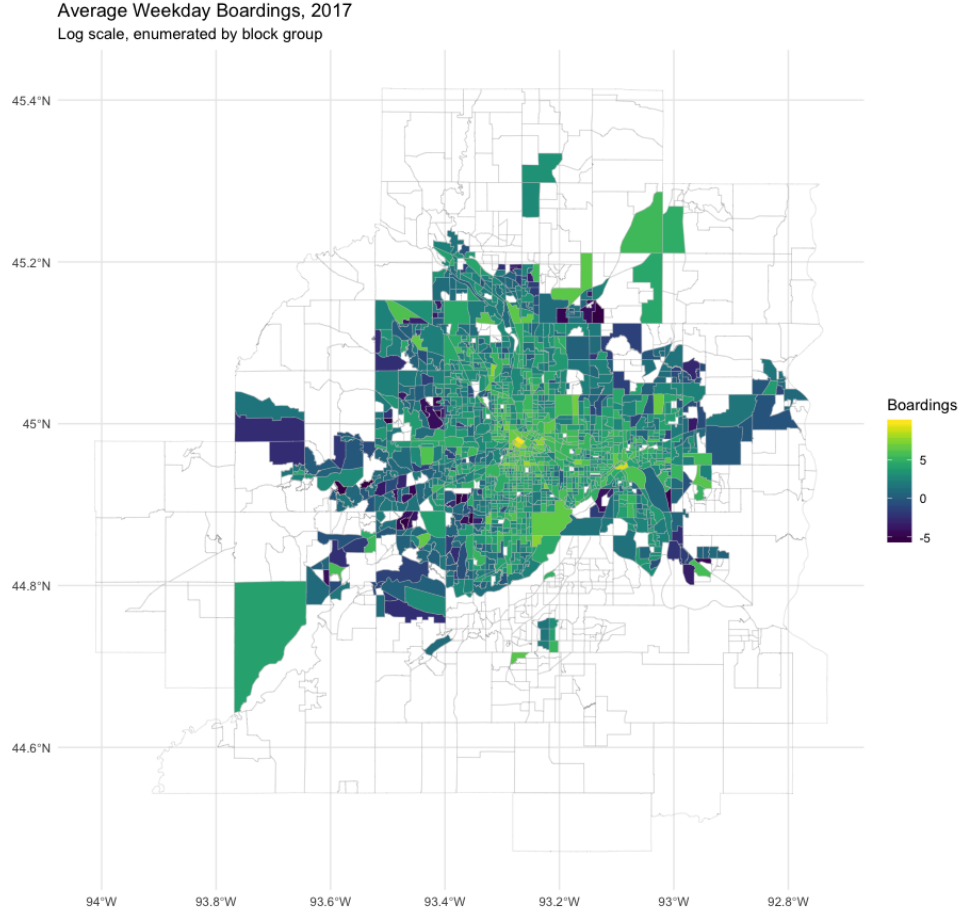 Average Weekday Boardings, 2017
Log scale, enumerated by block group
45.4°N
45.2°N
45°N
44.8°N
44.6°N
94°W
93.8°W
93.6°W
93.4°W
93.2°W
93°W
92.8°W
Boardings
5
0
-5